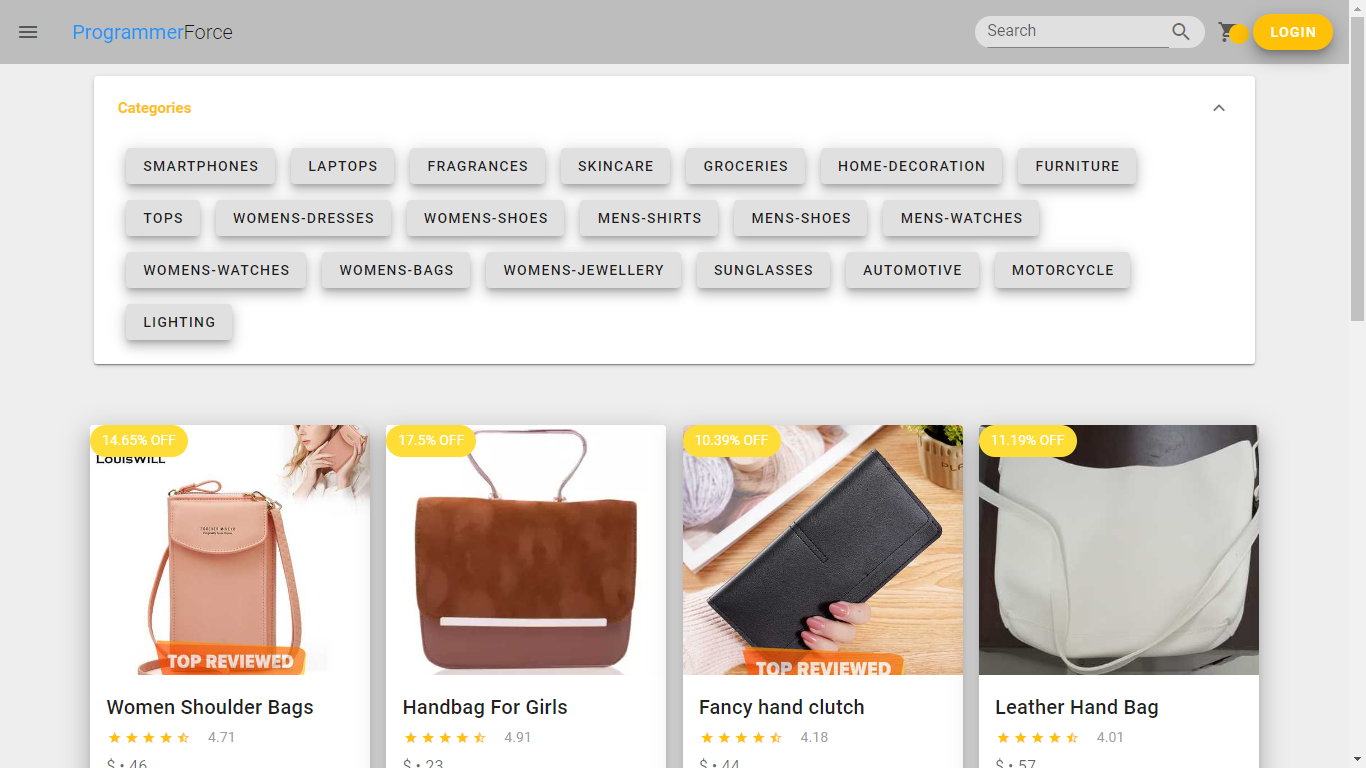 ProgrammerForce
Search
LOGIN
Categories
SMARTPHONES LAPTOPS FRAGRANCES SKINCARE GROCERIES HOME-DECORATION FURNITURE
TOPS WOMENS-DRESSES WOMENS-SHOES MENS-SHIRTS MENS-SHOES MENS-WATCHES
WOMENS-WATCHES WOMENS-BAGS WOMENS-JEWELLERY SUNGLASSES AUTOMOTIVE MOTORCYCLE
LIGHTING
14.65% OFF
LOUISWILL
TOP REVIEWED
Women Shoulder Bags
4.71
$ • 46
17.5% OFF
Handbag For Girls
4.91
$ • 23
10.39% OFF
TOP REVIEWED
Fancy hand clutch
4.18
$ • 44
11.19% OFF
Leather Hand Bag
4.01
$ • 57